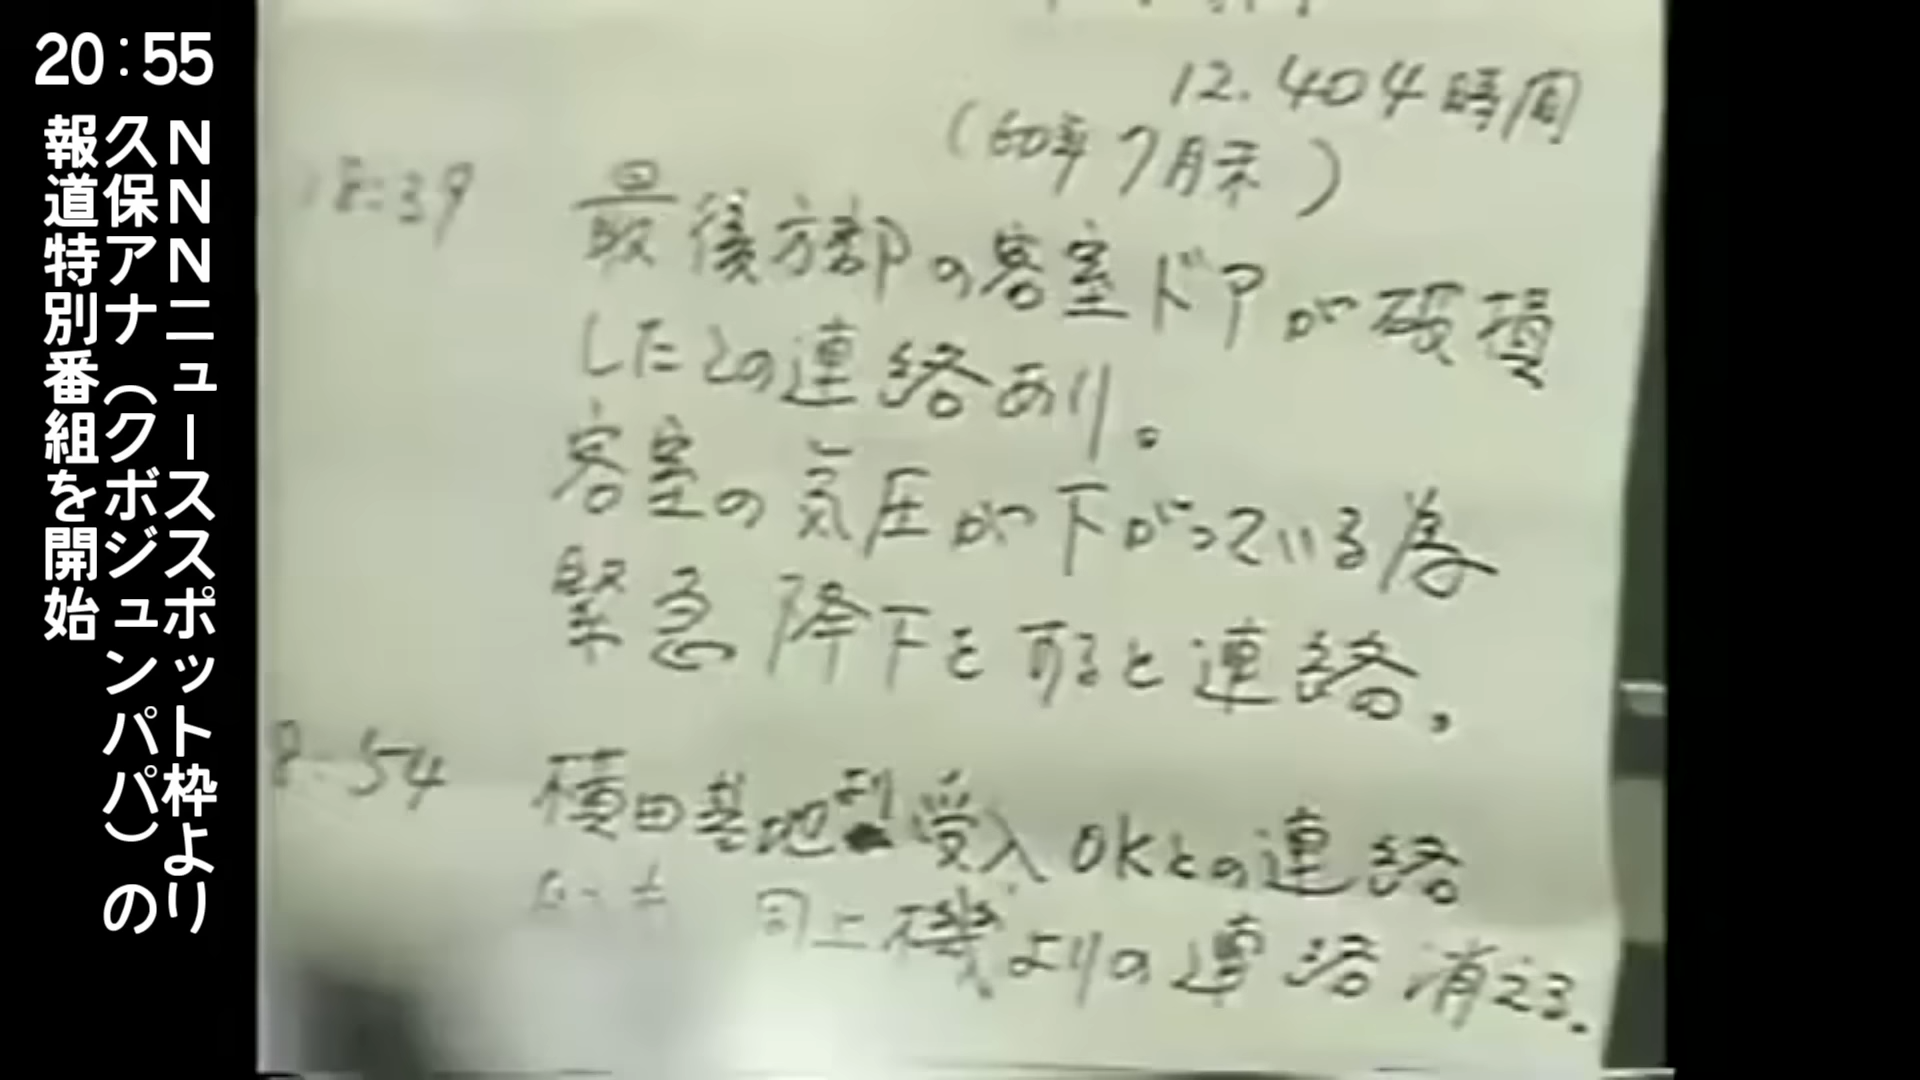 20:55
NNNニューススポット枠より
久保アナ（クボジュンパパ）の
報道特別番組を開始
12.404時間
(60年7月末)
18:39
最後方部の客室ドアが破損
したとの連絡あり。
客室の気圧が下がっている為
緊急降下をすると連絡。
8:54
横田基地より受入OKとの連絡
同上機よりの連絡消える.